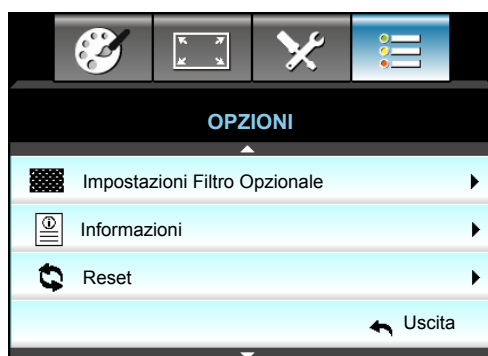 OPZIONI
Impostazioni Filtro Opzionale
Informazioni
Reset
Uscita